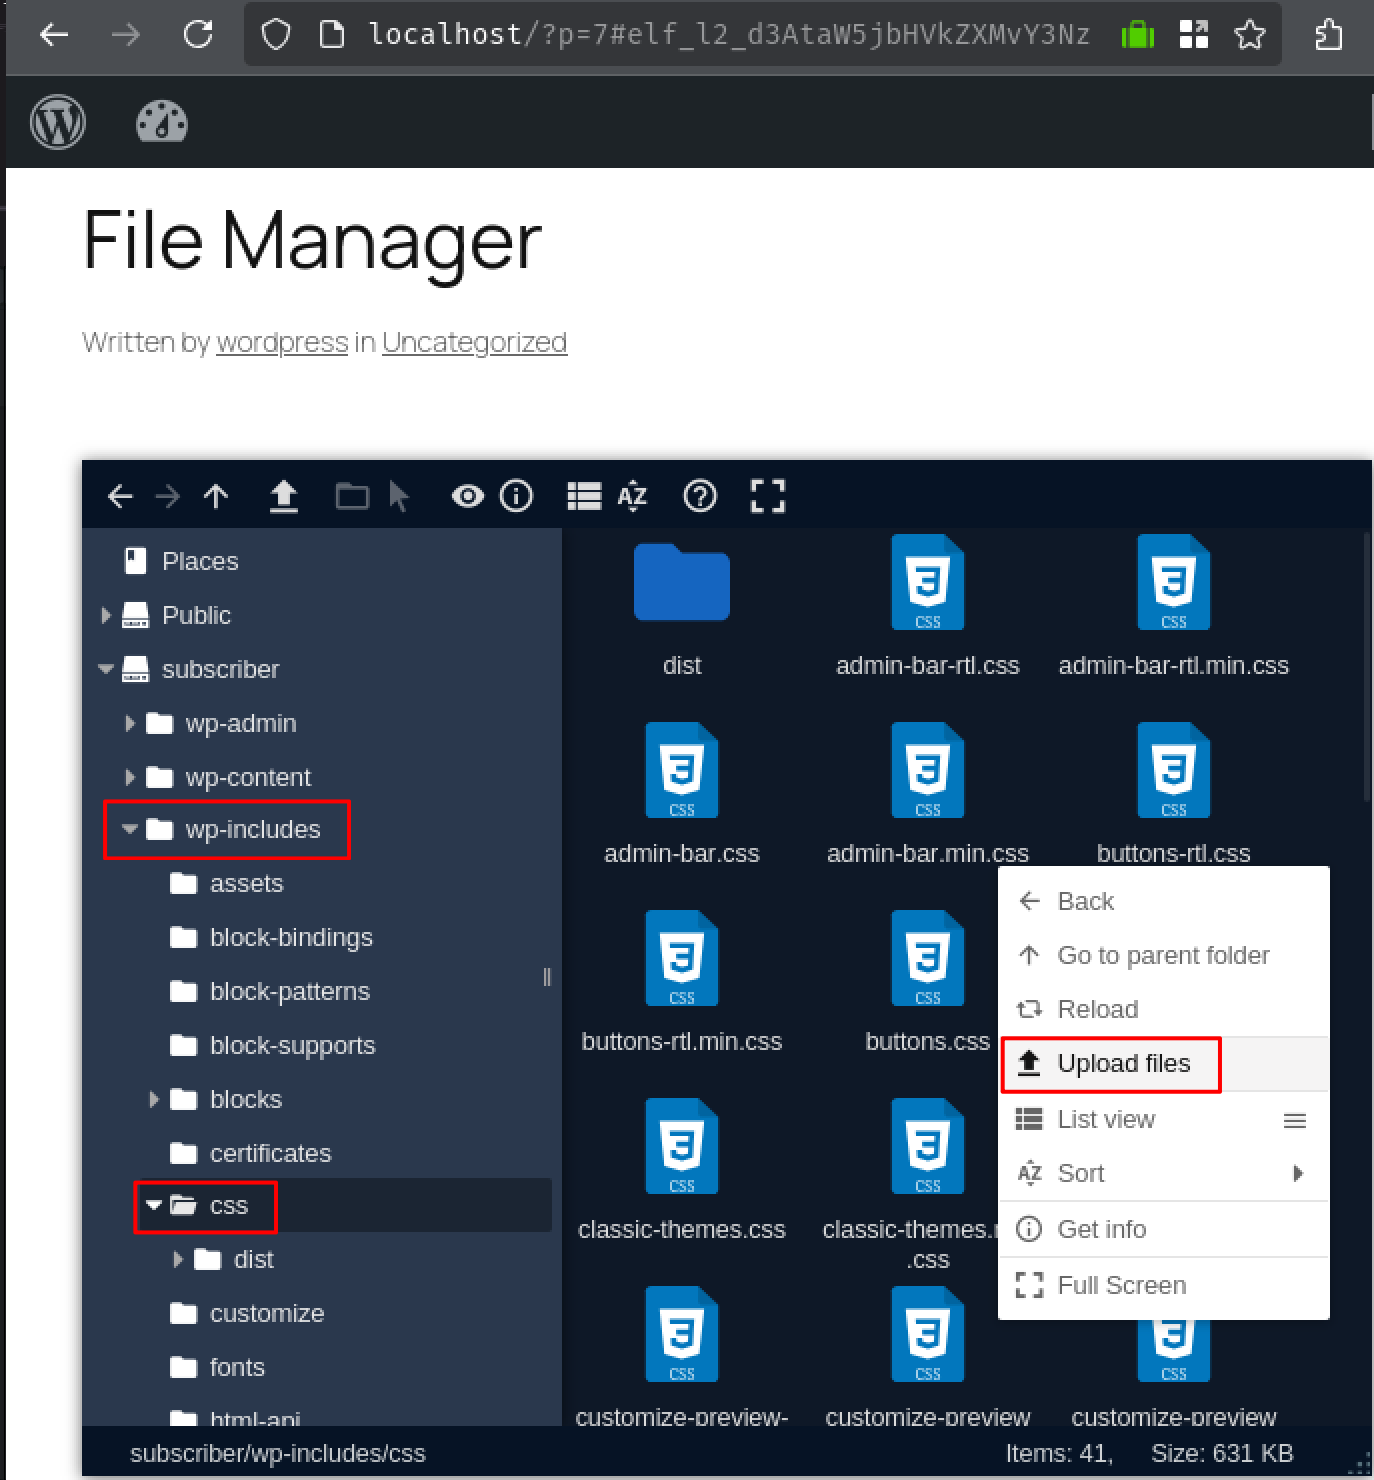 localhost/?p=7#elf_l2_d3AtaW5jbHVkZXMvY3Nz
File Manager
Written by wordpress in Uncategorized
Places
Public
subscriber
wp-admin
wp-content
wp-includes
assets
block-bindings
block-patterns
block-supports
blocks
certificates
css
dist
customize
fonts
html-api
dist
CSS
admin-bar-rtl.css
CSS
admin-bar-rtl.min.css
CSS
admin-bar.css
CSS
admin-bar.min.css
CSS
buttons-rtl.css
CSS
buttons-rtl.min.css
CSS
buttons.css
CSS
classic-themes.css
CSS
classic-themes.
.css
CSS
customize-preview-
CSS
customize-preview
CSS
customize-preview
Back
Go to parent folder
Reload
Upload files
List view
AZ Sort
Get info
Full Screen
subscriber/wp-includes/css
Items: 41, Size: 631 KB